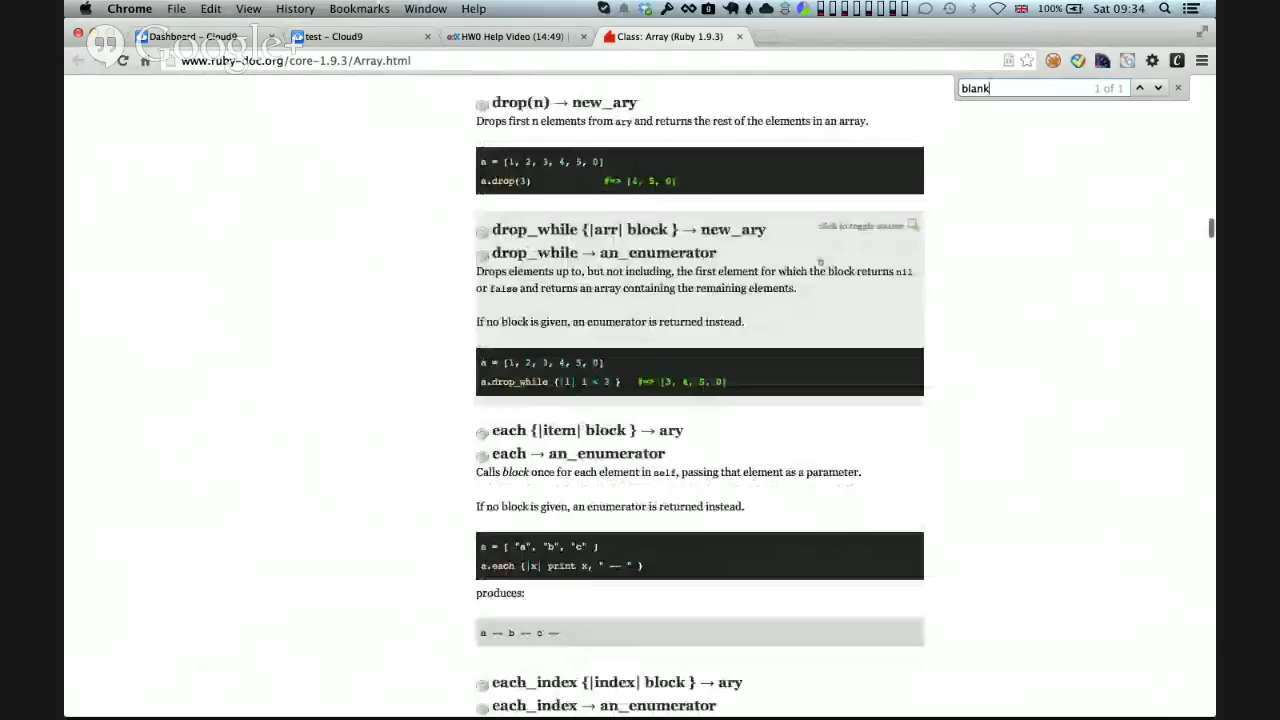 Chrome File Edit View History Bookmarks Window Help 100% Sat 09:34
Dashboard – Cloud9 test – Cloud9 HW0 Help Video (14:49) Class: Array (Ruby 1.9.3)
Google+
www.ruby-doc.org/core-1.9.3/Array.html
blank 1 of 1
drop(n) → new_ary
Drops first n elements from ary and returns the rest of the elements in an array.
a = [1, 2, 3, 4, 5, 0]
a.drop(3) #=> [4, 5, 0]
drop_while {|arr| block } → new_ary
click to toggle source
drop_while → an_enumerator
Drops elements up to, but not including, the first element for which the block returns nil
or false and returns an array containing the remaining elements.
If no block is given, an enumerator is returned instead.
a = [1, 2, 3, 4, 5, 0]
a.drop_while {|i| i < 3 } #=> [3, 4, 5, 0]
each {|item| block } → ary
each → an_enumerator
Calls block once for each element in self, passing that element as a parameter.
If no block is given, an enumerator is returned instead.
a = [ "a", "b", "c" ]
a.each {|x| print x, " -- " }
produces:
a -- b -- c --
each_index {|index| block } → ary
each_index → an_enumerator